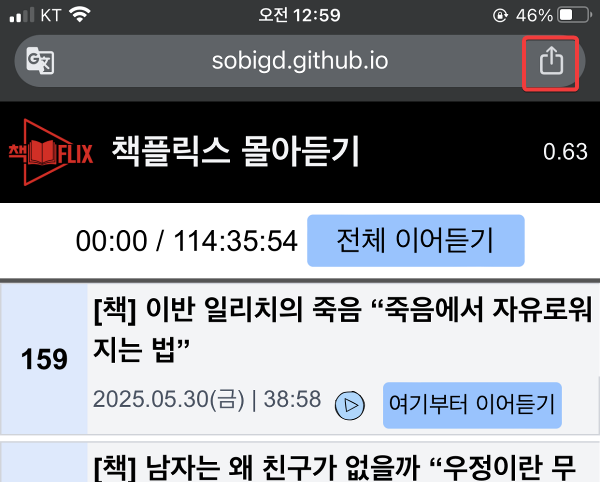 KT 오전 12:59 46%
sobigd.github.io
책FLIX 책플릭스 몰아듣기 0.63
00:00 / 114:35:54 전체 이어듣기
159
[책] 이반 일리치의 죽음 “죽음에서 자유로워
지는 법”
2025.05.30(금) | 38:58 여기부터 이어듣기
[책] 남자는 왜 친구가 없을까 “우정이란 무